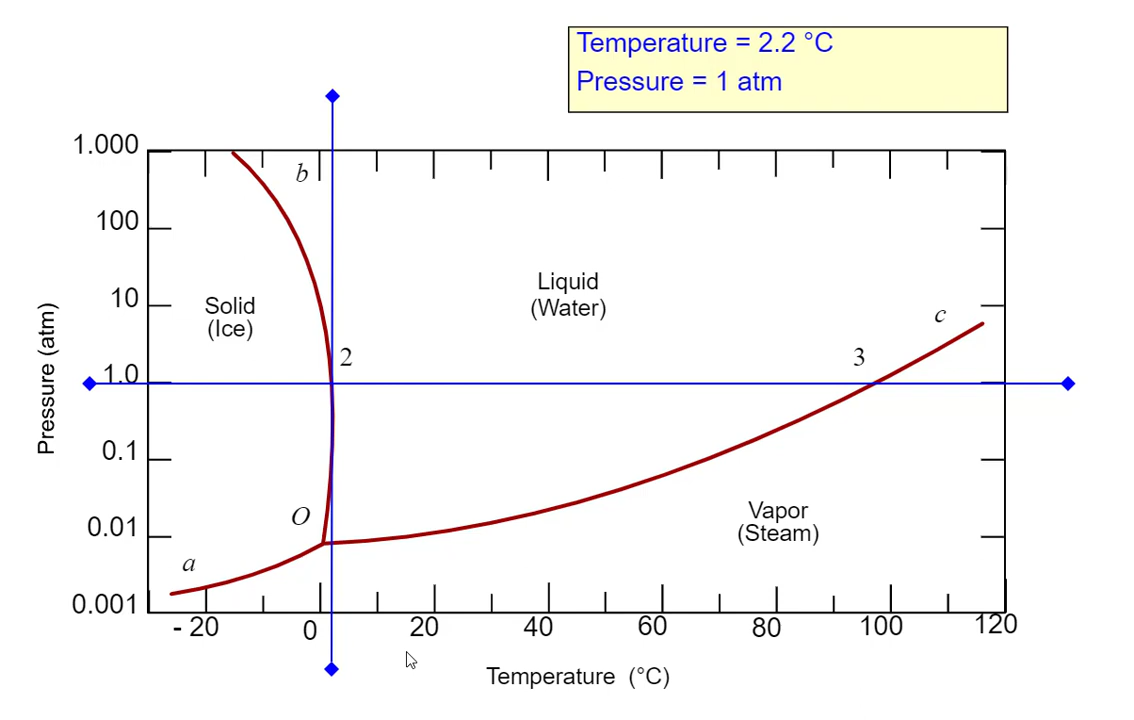 Temperature = 2.2 °C
Pressure = 1 atm
1.000
100
10
1.0
0.1
0.01
0.001
Pressure (atm)
b
Solid
(Ice)
Liquid
(Water)
c
2
3
O
a
Vapor
(Steam)
- 20
0
20
40
60
80
100
120
Temperature (°C)